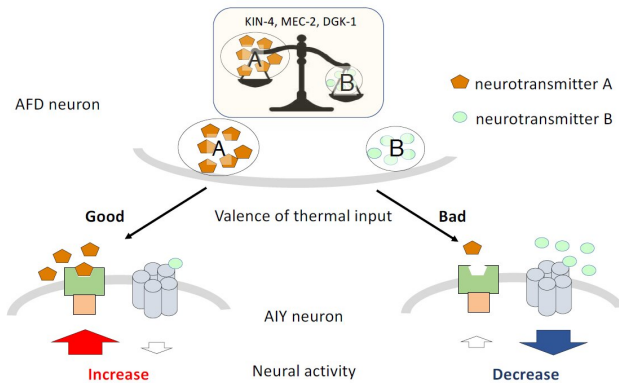 KIN-4, MEC-2, DGK-1
A
B
AFD neuron
neurotransmitter A
neurotransmitter B
A
B
Good
Valence of thermal input
Bad
AIY neuron
Increase
Neural activity
Decrease